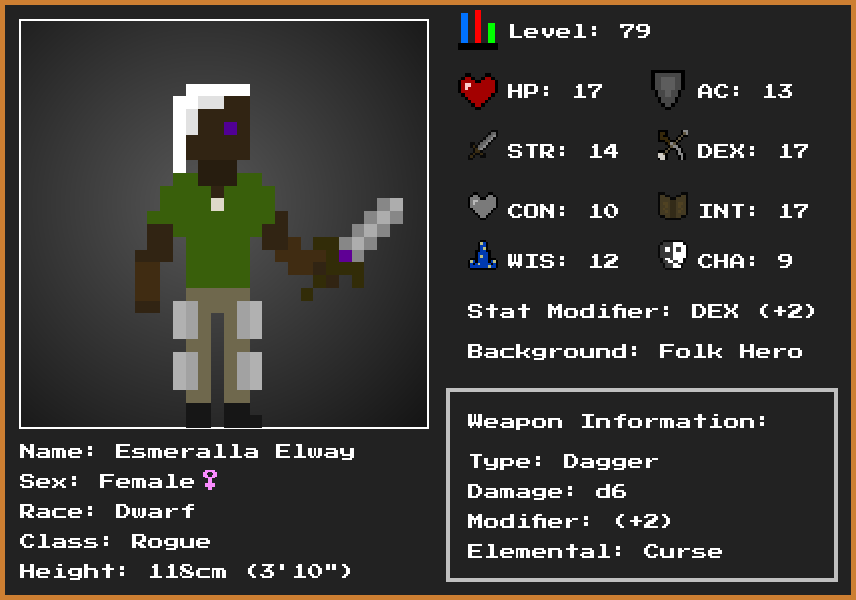 Level: 79
HP: 17 AC: 13
STR: 14 DEX: 17
CON: 10 INT: 17
WIS: 12 CHA: 9
Stat Modifier: DEX (+2)
Background: Folk Hero
Weapon Information:
Type: Dagger
Damage: d6
Modifier: (+2)
Elemental: Curse
Name: Esmeralla Elway
Sex: Female♀
Race: Dwarf
Class: Rogue
Height: 118cm (3'10")